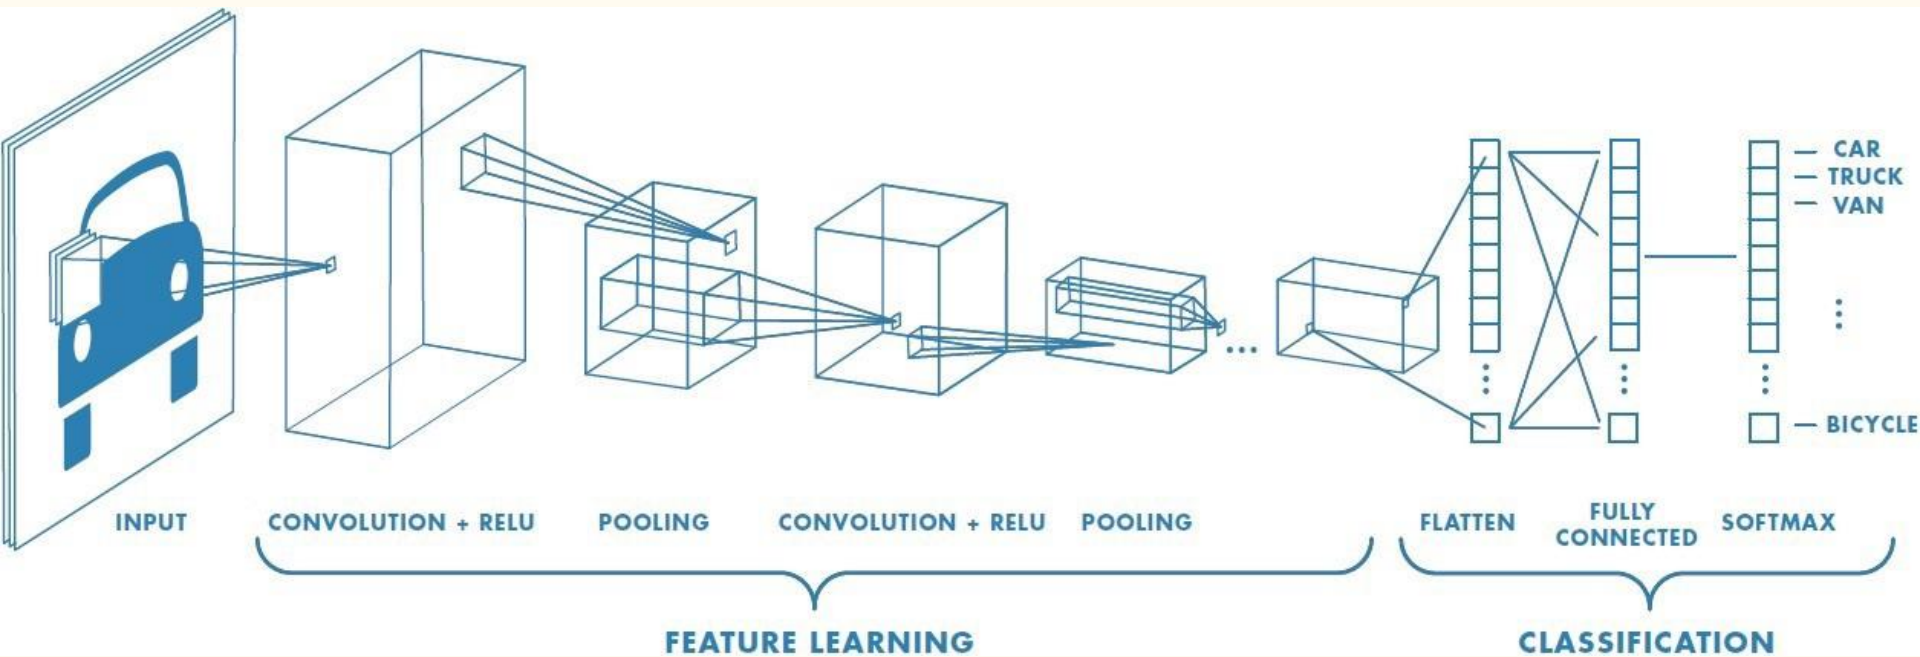 CAR
TRUCK
VAN
BICYCLE
INPUT
CONVOLUTION + RELU
POOLING
CONVOLUTION + RELU
POOLING
FLATTEN
FULLY
CONNECTED
SOFTMAX
FEATURE LEARNING
CLASSIFICATION